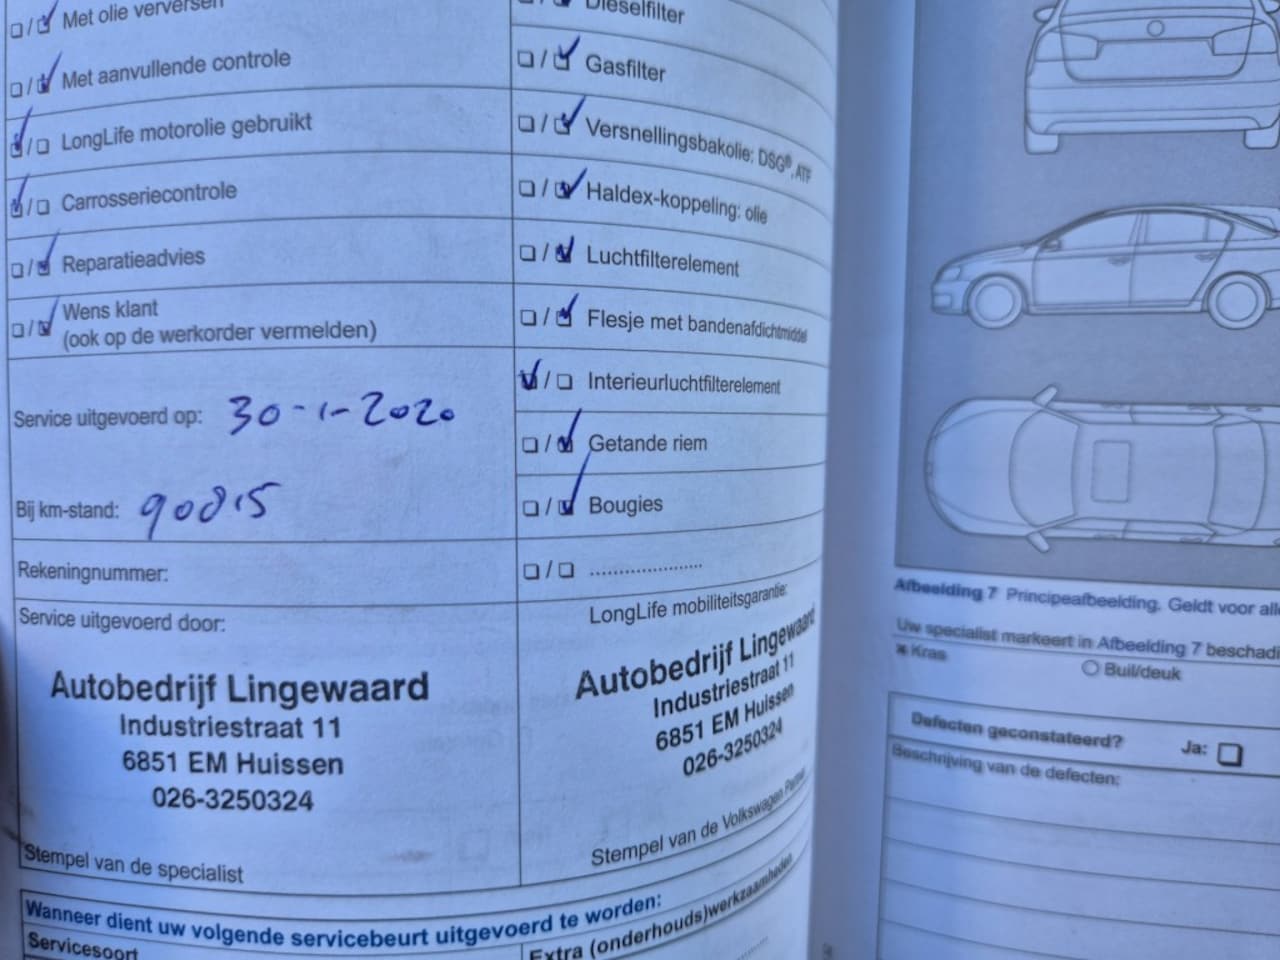 Met olie verversen
Met aanvullende controle
LongLife motorolie gebruikt
Carrosseriecontrole
Reparatieadvies
Wens klant
(ook op de werkorder vermelden)
Service uitgevoerd op: 30-1-2020
Bij km-stand: 90815
Rekeningnummer:
Service uitgevoerd door:
Autobedrijf Lingewaard
Industriestraat 11
6851 EM Huissen
026-3250324
Stempel van de specialist
Dieselfilter
Gasfilter
Versnellingsbakolie: DSG®, ATF
Haldex-koppeling: olie
Luchtfilterelement
Flesje met bandenafdichtmiddel
Interieurluchtfilterelement
Getande riem
Bougies
LongLife mobiliteitsgarantie:
Autobedrijf Lingewaard
Industriestraat 11
6851 EM Huissen
026-3250324
Stempel van de Volkswagen Partner
Wanneer dient uw volgende servicebeurt uitgevoerd te worden:
Servicesoort
Extra (onderhouds)werkzaamheden
Afbeelding 7 Principeafbeelding. Geldt voor
Uw specialist markeert in Afbeelding 7
Kras
Buil/deuk
Defecten geconstateerd?
Ja:
Beschrijving van de defecten: